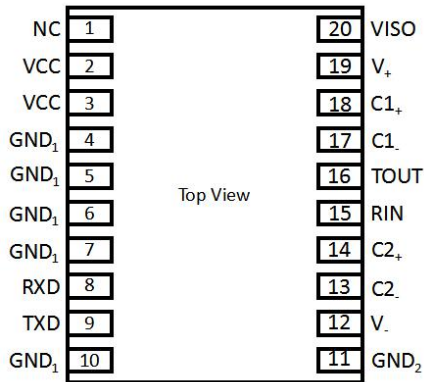 NC 1 20 VISO
VCC 2 19 V₊
VCC 3 18 C1₊
GND₁ 4 17 C1₋
GND₁ 5 16 TOUT
Top View
GND₁ 6 15 RIN
GND₁ 7 14 C2₊
RXD 8 13 C2₋
TXD 9 12 V₋
GND₁ 10 11 GND₂